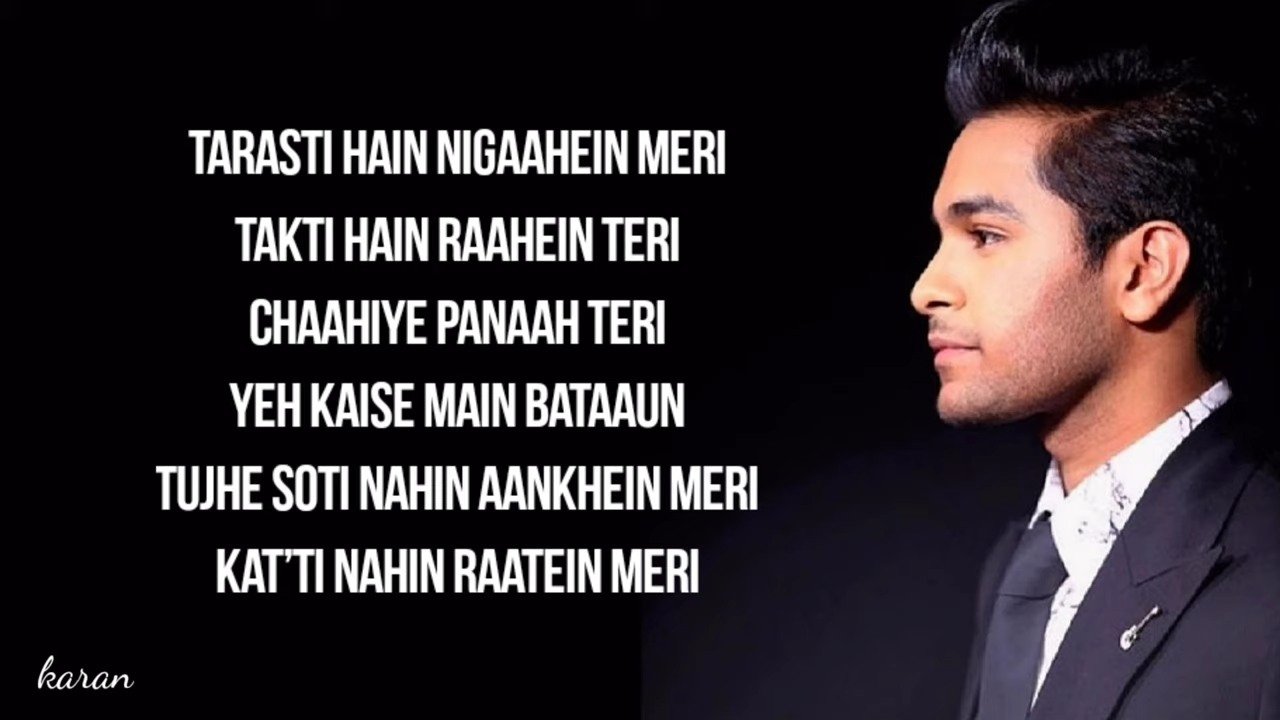 TARASTI HAIN NIGAAHEIN MERI
TAKTI HAIN RAAHEIN TERI
CHAAHIYE PANAAH TERI
YEH KAISE MAIN BATAAUN
TUJHE SOTI NAHIN AANKHEIN MERI
KAT'TI NAHIN RAATEIN MERI
karan